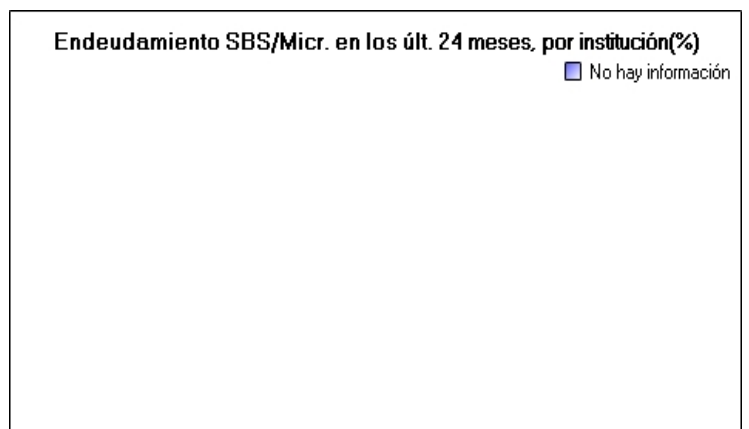 Endeudamiento SBS/Micr. en los últ. 24 meses, por institución(%)
No hay información